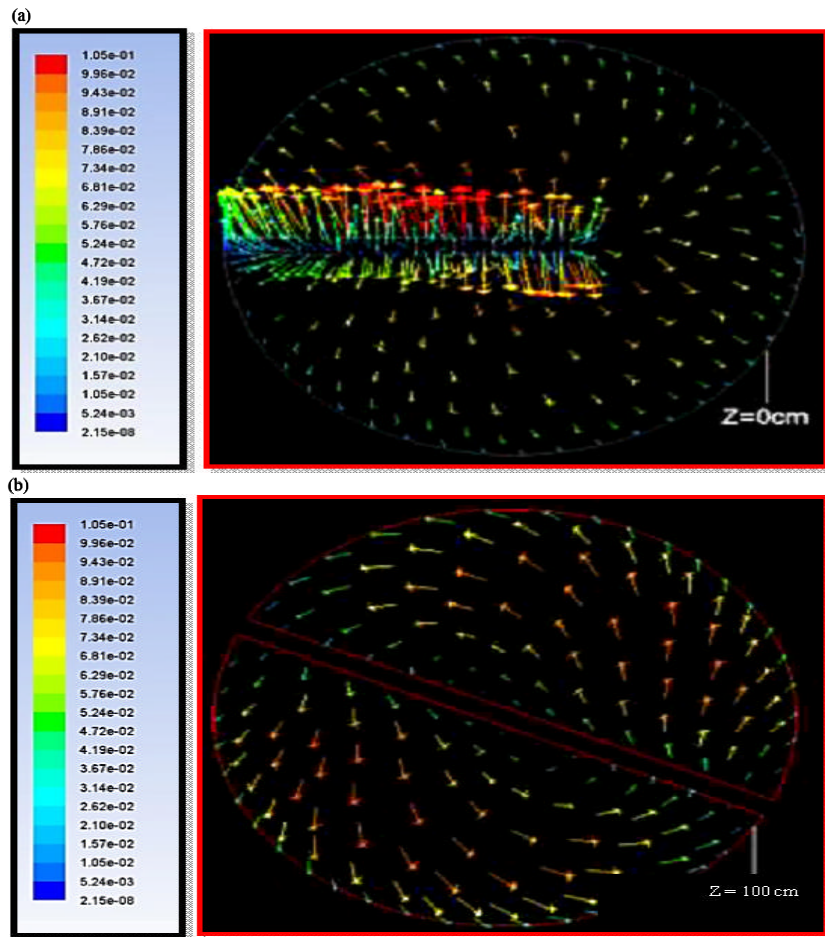 (a)
1.05e-01
9.96e-02
9.43e-02
8.91e-02
8.39e-02
7.86e-02
7.34e-02
6.81e-02
6.29e-02
5.76e-02
5.24e-02
4.72e-02
4.19e-02
3.67e-02
3.14e-02
2.62e-02
2.10e-02
1.57e-02
1.05e-02
5.24e-03
2.15e-08
Z=0cm
(b)
1.05e-01
9.96e-02
9.43e-02
8.91e-02
8.39e-02
7.86e-02
7.34e-02
6.81e-02
6.29e-02
5.76e-02
5.24e-02
4.72e-02
4.19e-02
3.67e-02
3.14e-02
2.62e-02
2.10e-02
1.57e-02
1.05e-02
5.24e-03
2.15e-08
Z = 100 cm